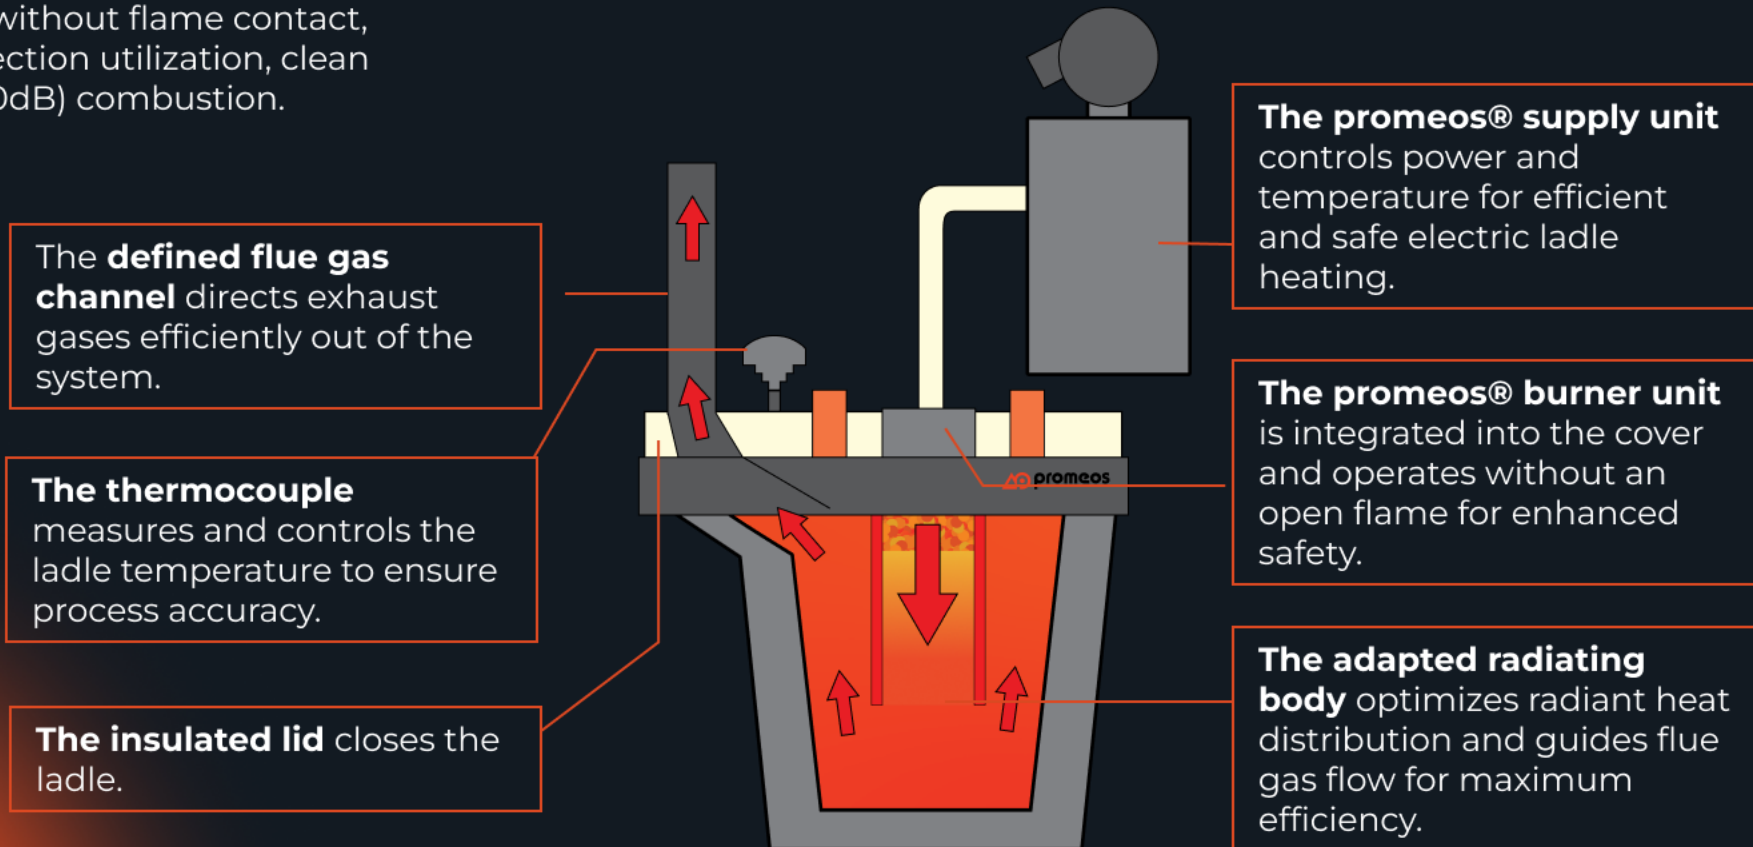 without flame contact,
ection utilization, clean
0dB) combustion.
The defined flue gas
channel directs exhaust
gases efficiently out of the
system.
The thermocouple
measures and controls the
ladle temperature to ensure
process accuracy.
The insulated lid closes the
ladle.
promeos
The promeos® supply unit
controls power and
temperature for efficient
and safe electric ladle
heating.
The promeos® burner unit
is integrated into the cover
and operates without an
open flame for enhanced
safety.
The adapted radiating
body optimizes radiant heat
distribution and guides flue
gas flow for maximum
efficiency.